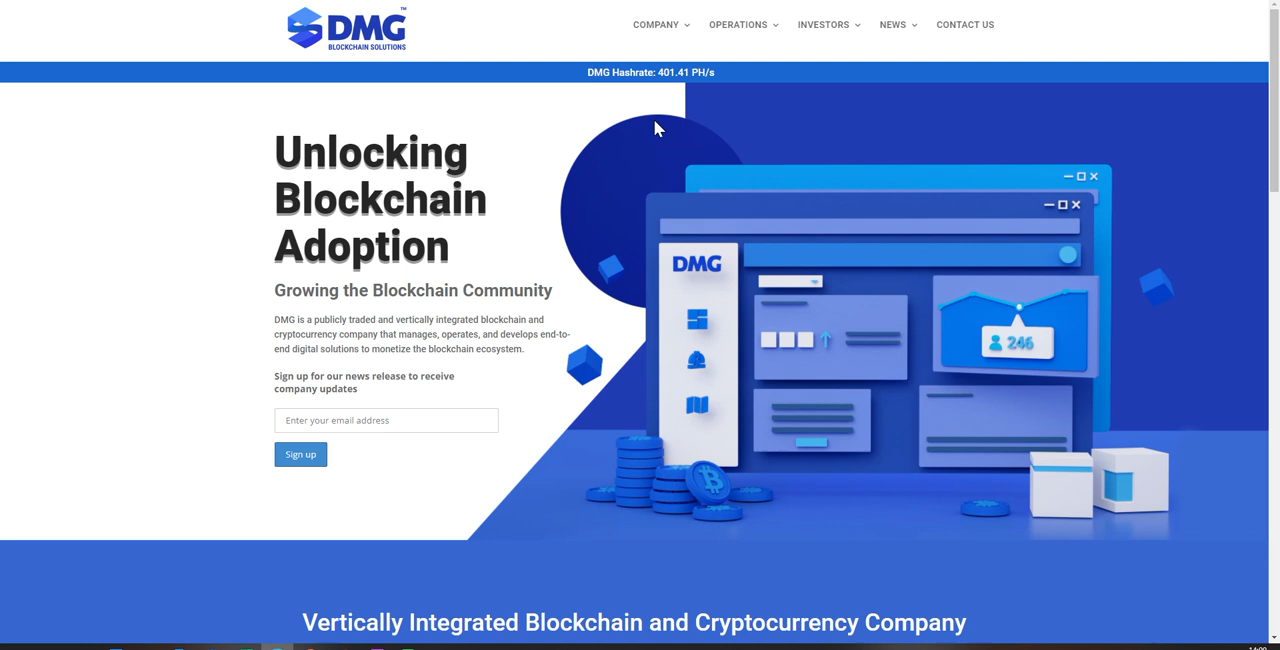 DMG
™
BLOCKCHAIN SOLUTIONS
COMPANY
OPERATIONS
INVESTORS
NEWS
CONTACT US
DMG Hashrate: 401.41 PH/s
Unlocking
Blockchain
Adoption
Growing the Blockchain Community
DMG is a publicly traded and vertically integrated blockchain and
cryptocurrency company that manages, operates, and develops end-to-
end digital solutions to monetize the blockchain ecosystem.
Sign up for our news release to receive
company updates
Enter your email address
Sign up
DMG
246
Vertically Integrated Blockchain and Cryptocurrency Company